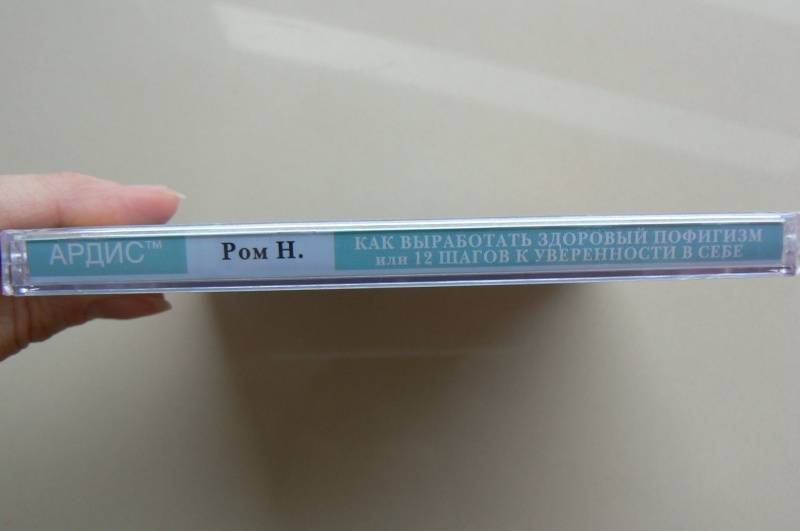 АРДИС™
Ром Н.
КАК ВЫРАБОТАТЬ ЗДОРОВЫЙ ПОФИГИЗМ
или 12 ШАГОВ К УВЕРЕННОСТИ В СЕБЕ